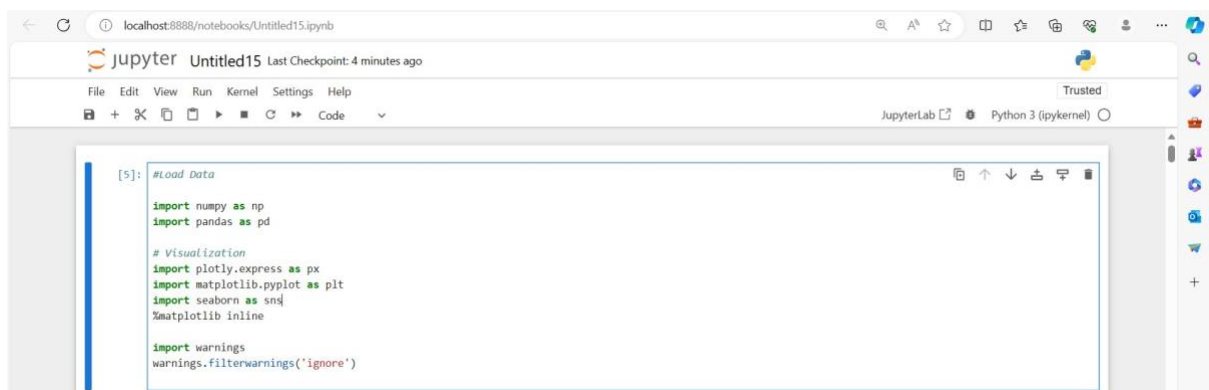 localhost:8888/notebooks/Untitled15.ipynb
jupyter Untitled15 Last Checkpoint: 4 minutes ago
File Edit View Run Kernel Settings Help
Trusted
Code
JupyterLab
Python 3 (ipykernel)
[5]: #Load Data
import numpy as np
import pandas as pd
# Visualization
import plotly.express as px
import matplotlib.pyplot as plt
import seaborn as sns
%matplotlib inline
import warnings
warnings.filterwarnings('ignore')